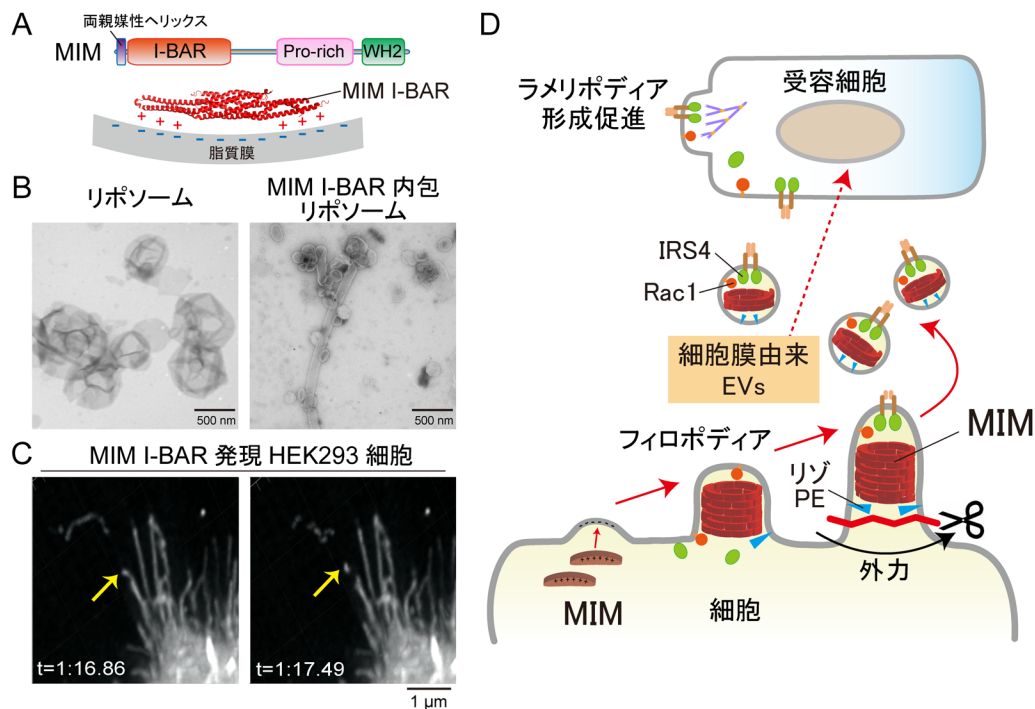 A
両親媒性ヘリックス
MIM
I-BAR
Pro-rich
WH2
MIM I-BAR
+ + + + + + +
- - - - - - - - - -
脂質膜
B
リポソーム
MIM I-BAR 内包
リポソーム
500 nm
500 nm
C
MIM I-BAR 発現 HEK293 細胞
t=1:16.86
t=1:17.49
1 µm
D
ラメリポディア
形成促進
受容細胞
IRS4
Rac1
細胞膜由来
EVs
フィロポディア
MIM
リゾ
PE
外力
MIM
細胞